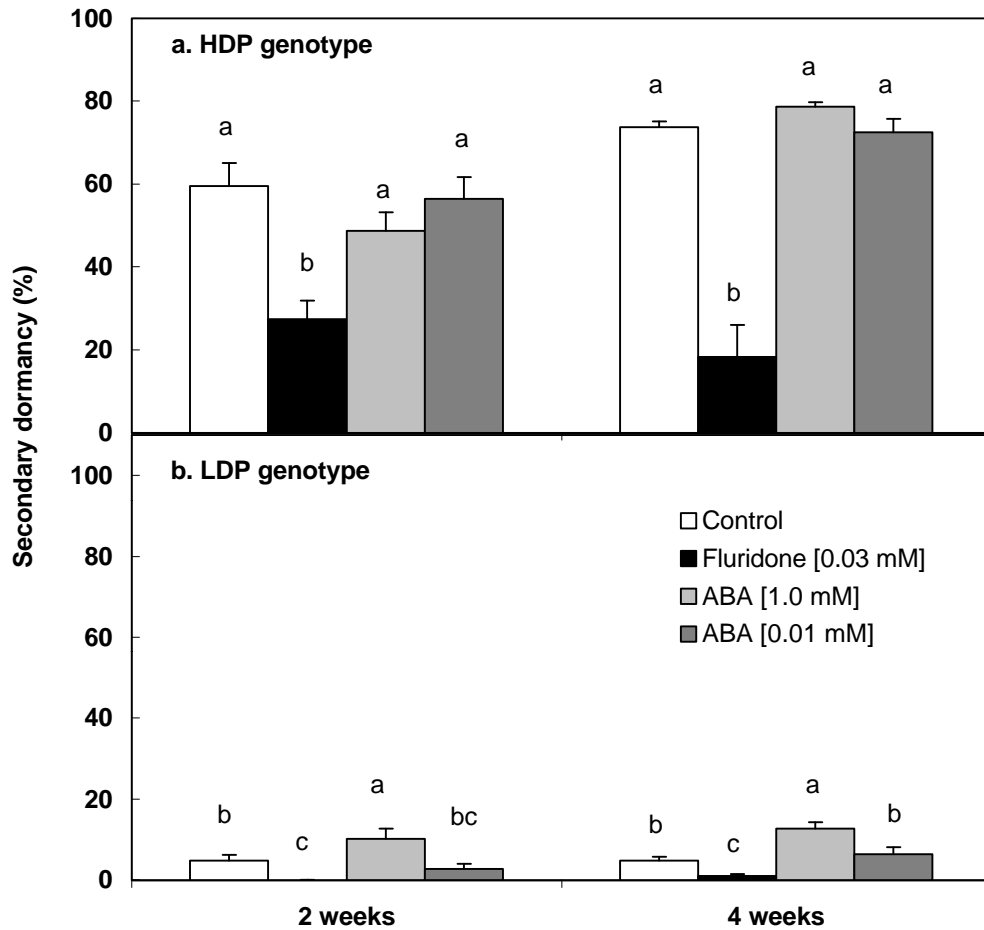 100
a. HDP genotype
80
60
40
20
0
a
b
a
a
a
b
a
a
Secondary dormancy (%)
b. LDP genotype
100
80
60
40
20
0
Control
Fluridone [0.03 mM]
ABA [1.0 mM]
ABA [0.01 mM]
b
c
a
bc
b
c
a
b
2 weeks
4 weeks